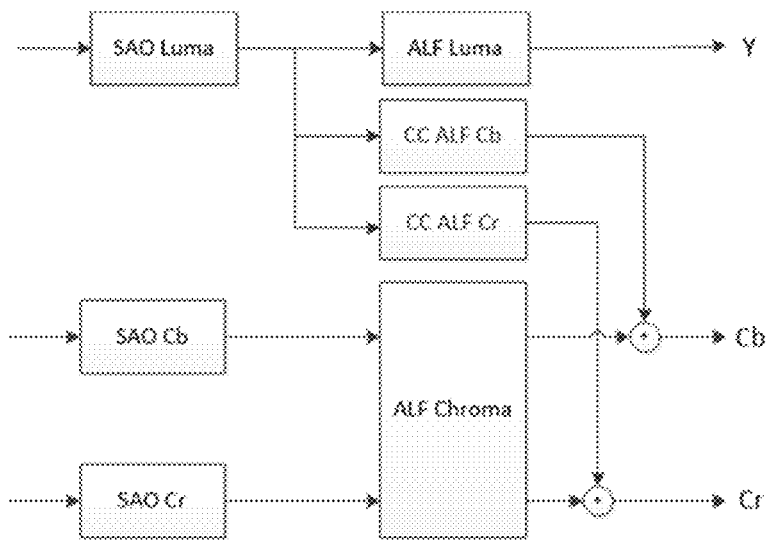 SAO Luma
ALF Luma
Y
CC ALF Cb
CC ALF Cr
SAO Cb
ALF Chroma
+
Cb
SAO Cr
+
Cr